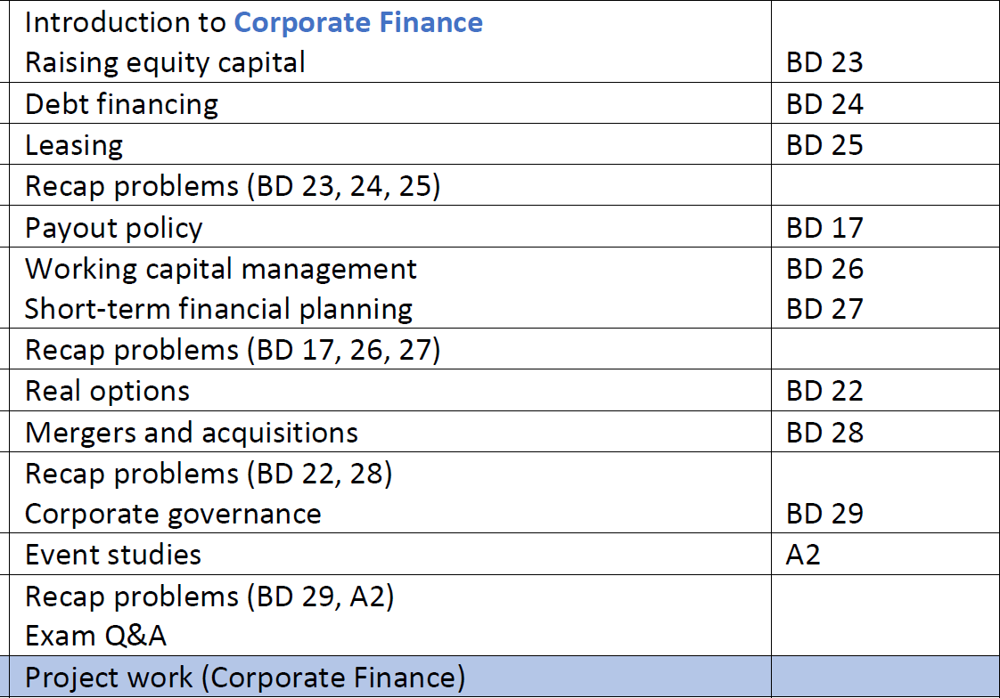 Introduction to Corporate Finance
Raising equity capital BD 23
Debt financing BD 24
Leasing BD 25
Recap problems (BD 23, 24, 25)
Payout policy BD 17
Working capital management BD 26
Short-term financial planning BD 27
Recap problems (BD 17, 26, 27)
Real options BD 22
Mergers and acquisitions BD 28
Recap problems (BD 22, 28)
Corporate governance BD 29
Event studies A2
Recap problems (BD 29, A2)
Exam Q&A
Project work (Corporate Finance)